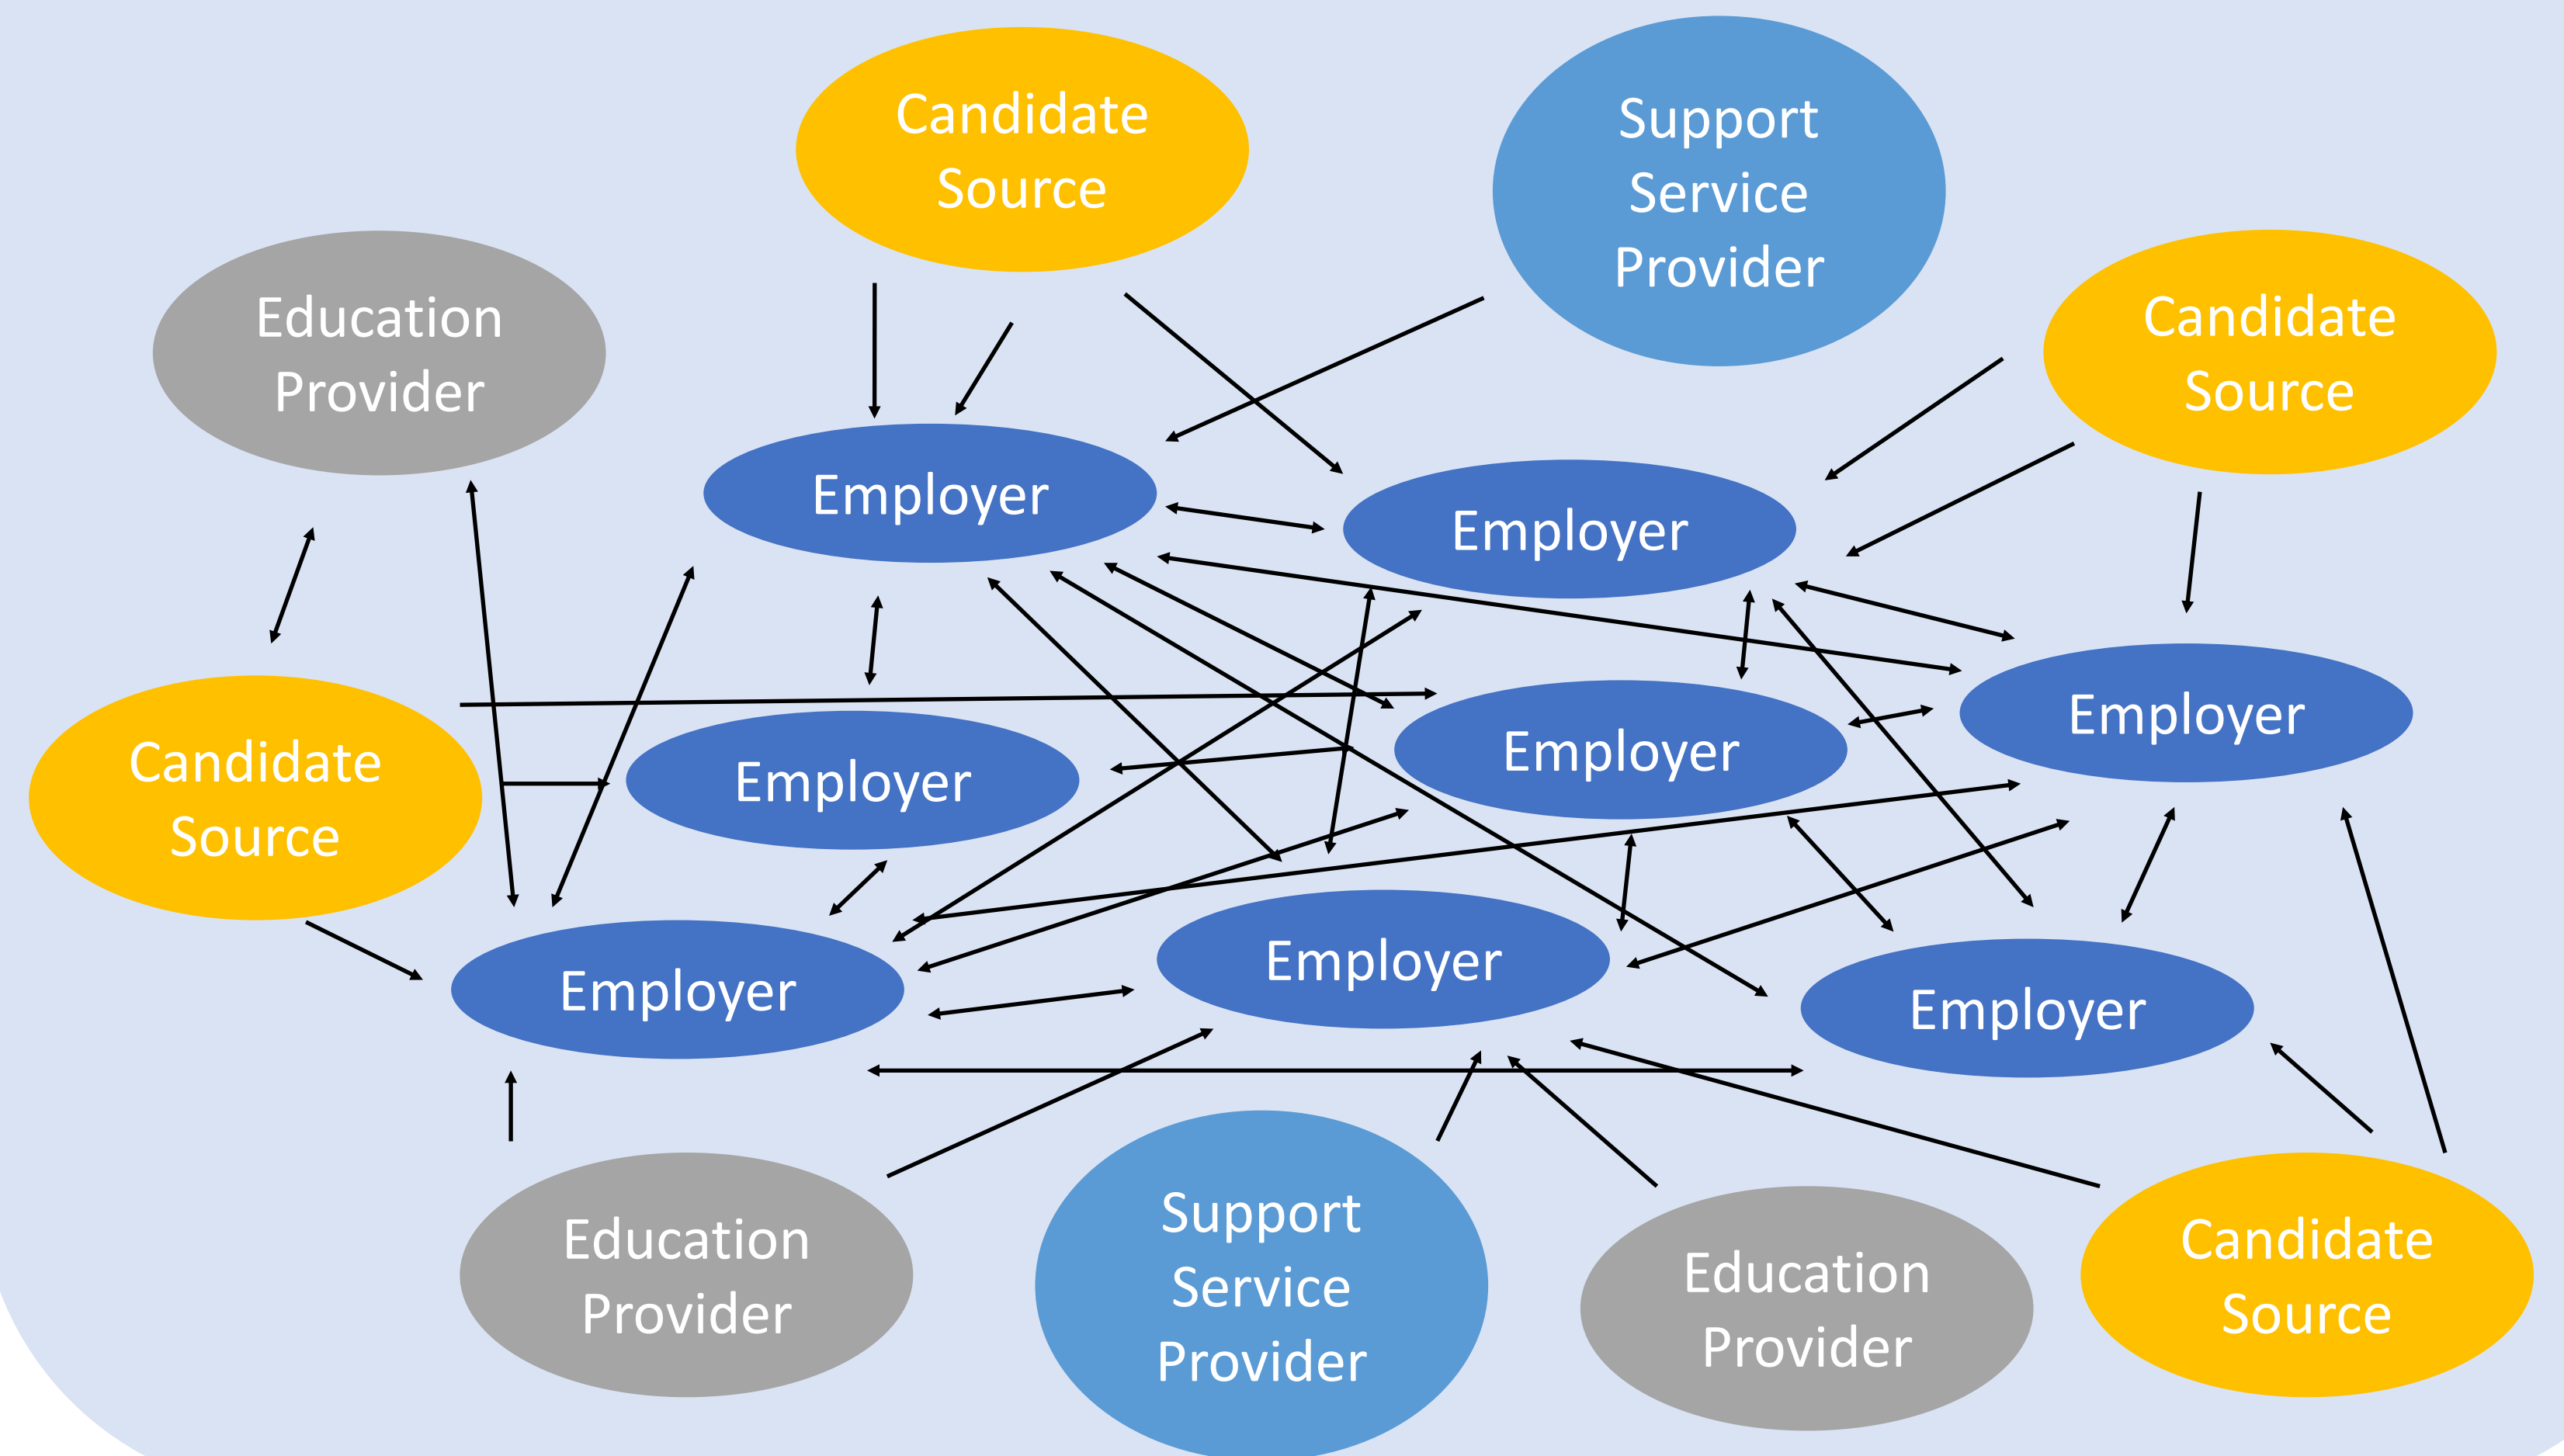 Candidate
Source
Support
Service
Provider
Education
Provider
Candidate
Source
Employer
Employer
Employer
Employer
Employer
Candidate
Source
Employer
Employer
Employer
Education
Provider
Support
Service
Provider
Education
Provider
Candidate
Source